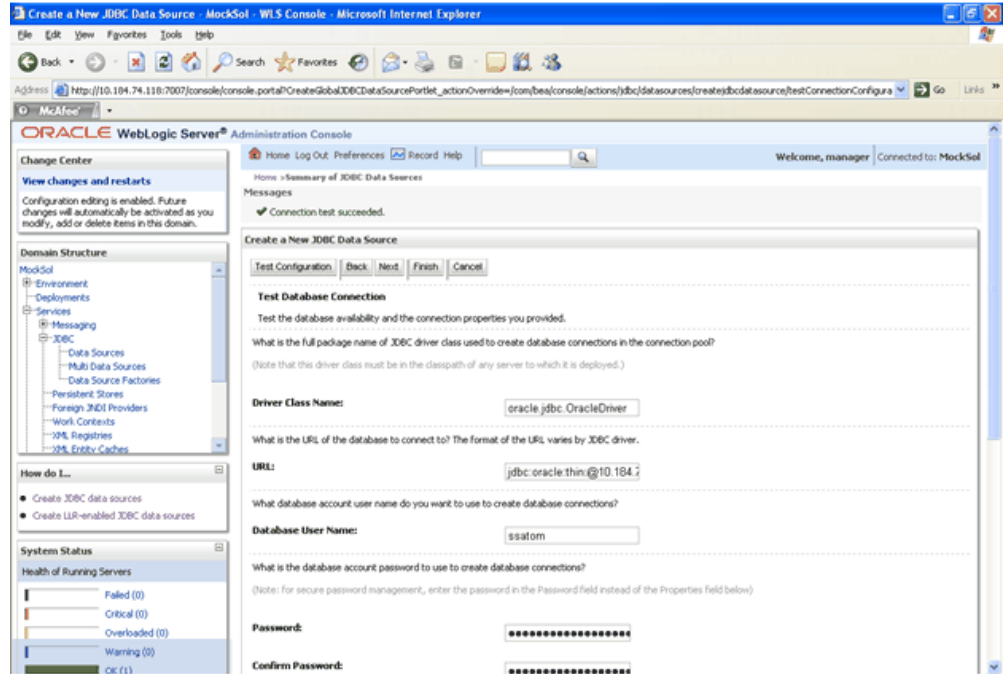 Create a New JDBC Data Source - MockSol - WLS Console - Microsoft Internet Explorer
File Edit View Favorites Tools Help
Back Search Favorites
Address http://10.184.74.118:7007/console/console.portal?CreateGlobalJDBCDataSourcePortlet_actionOverride=/com/bea/console/actions/jdbc/datasources/createjdbcdatasource/testConnectionConfigura Go Links »
McAfee
ORACLE WebLogic Server® Administration Console
Change Center
View changes and restarts
Configuration editing is enabled. Future
changes will automatically be activated as you
modify, add or delete items in this domain.
Domain Structure
MockSol
Environment
Deployments
Services
Messaging
JDBC
Data Sources
Multi Data Sources
Data Source Factories
Persistent Stores
Foreign JNDI Providers
Work Contexts
XML Registries
XML Entity Caches
How do I...
Create JDBC data sources
Create LLR-enabled JDBC data sources
System Status
Health of Running Servers
Failed (0)
Critical (0)
Overloaded (0)
Warning (0)
OK (1)
Home Log Out Preferences Record Help
Welcome, manager Connected to: MockSol
Home >Summary of JDBC Data Sources
Messages
Connection test succeeded.
Create a New JDBC Data Source
Test Configuration Back Next Finish Cancel
Test Database Connection
Test the database availability and the connection properties you provided.
What is the full package name of JDBC driver class used to create database connections in the connection pool?
(Note that this driver class must be in the classpath of any server to which it is deployed.)
Driver Class Name: oracle.jdbc.OracleDriver
What is the URL of the database to connect to? The format of the URL varies by JDBC driver.
URL: jdbc:oracle:thin:@10.184.7
What database account user name do you want to use to create database connections?
Database User Name: ssatom
What is the database account password to use to create database connections?
(Note: for secure password management, enter the password in the Password field instead of the Properties field below)
Password: ●●●●●●●●●●●●●●●●●●
Confirm Password: ●●●●●●●●●●●●●●●●●●